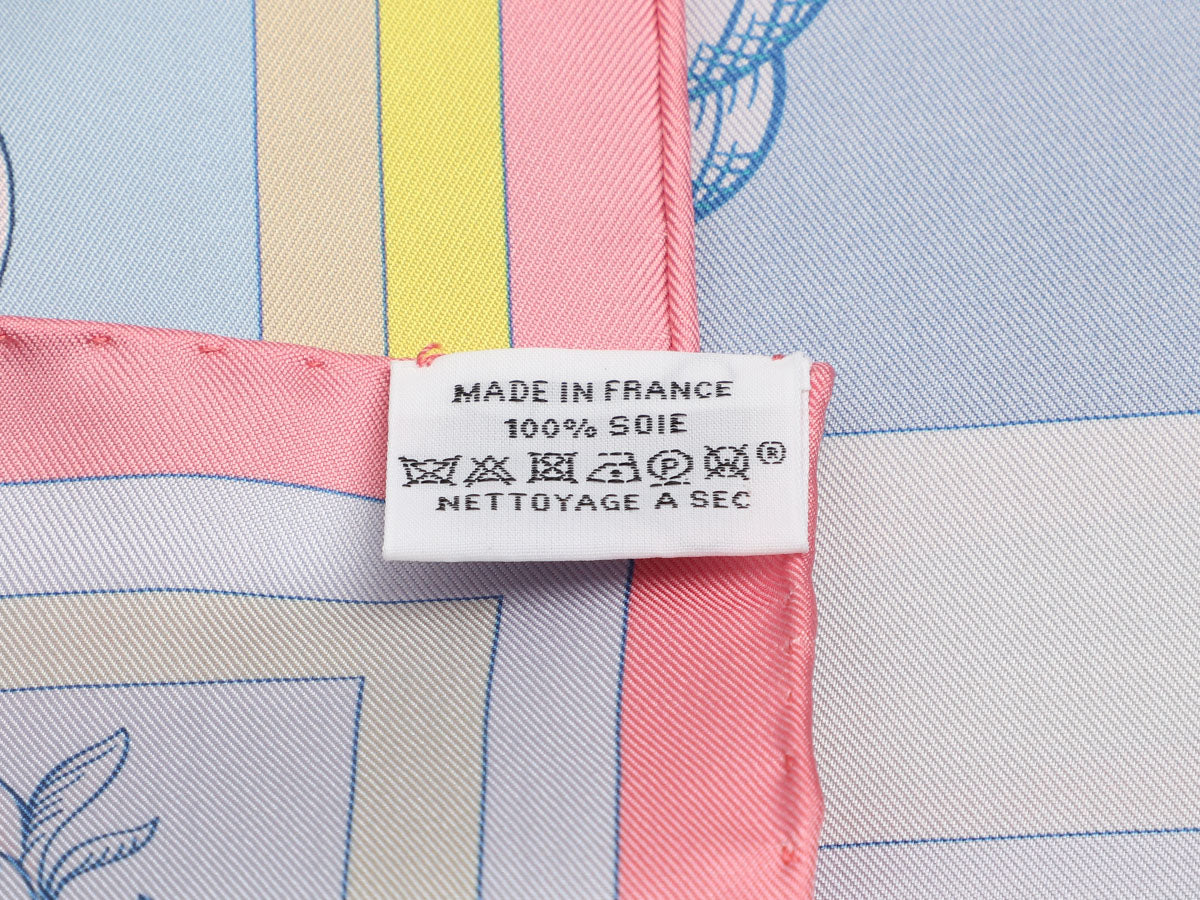 MADE IN FRANCE
100% SOIE
P ®
NETTOYAGE A SEC